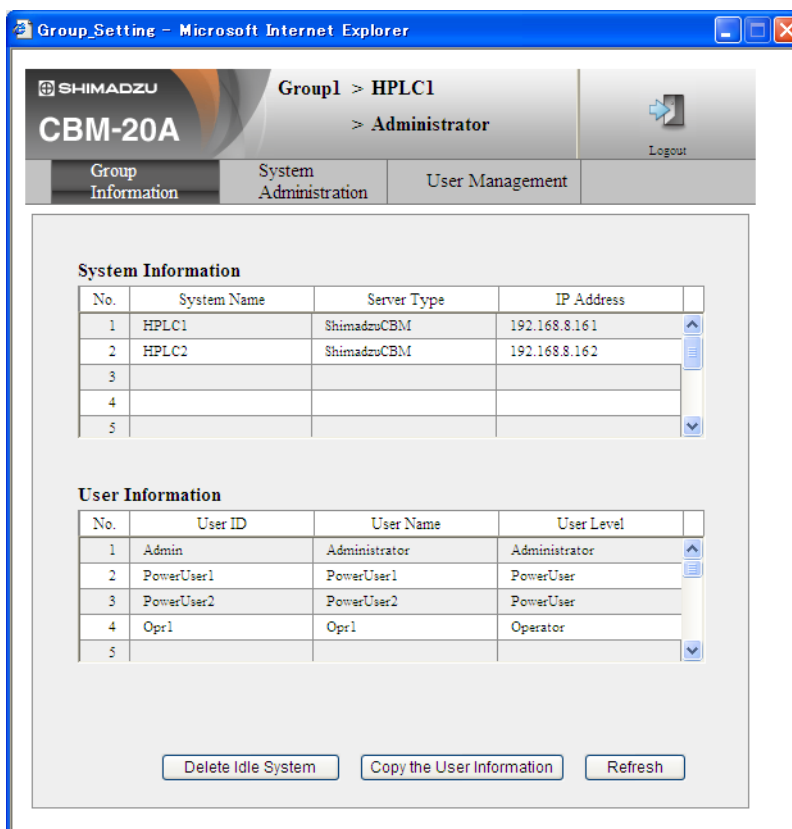 Group_Setting - Microsoft Internet Explorer
SHIMADZU
CBM-20A
Group1 > HPLC1
> Administrator
Logout
Group
Information
System
Administration
User Management
System Information
No. System Name Server Type IP Address
1 HPLC1 ShimadzuCBM 192.168.8.161
2 HPLC2 ShimadzuCBM 192.168.8.162
3
4
5
User Information
No. User ID User Name User Level
1 Admin Administrator Administrator
2 PowerUser1 PowerUser1 PowerUser
3 PowerUser2 PowerUser2 PowerUser
4 Opr1 Opr1 Operator
5
Delete Idle System Copy the User Information Refresh